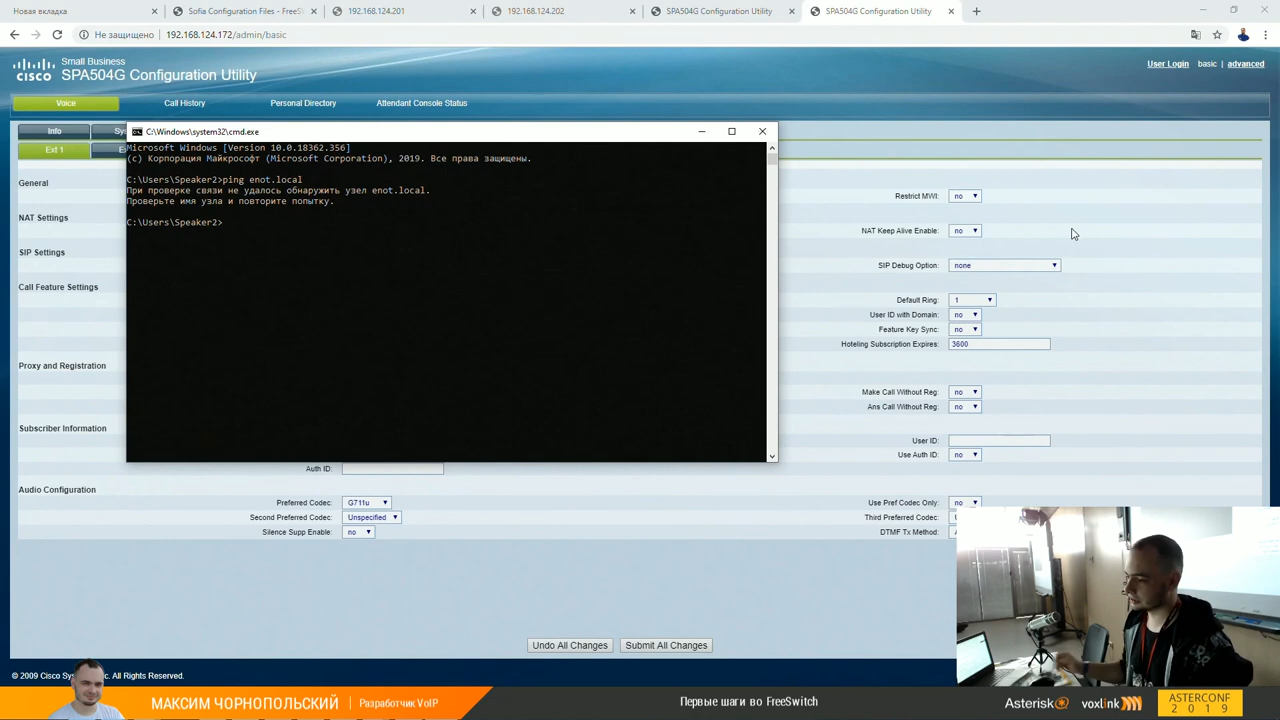 Новая вкладка
Sofia Configuration Files - FreeS
192.168.124.201
192.168.124.202
SPA504G Configuration Utility
SPA504G Configuration Utility
Не защищено
192.168.124.172/admin/basic
Small Business
cisco SPA504G Configuration Utility
User Login basic | advanced
Voice
Call History
Personal Directory
Attendant Console Status
Info
Sy
Ext 1
E
C:\Windows\system32\cmd.exe
Microsoft Windows [Version 10.0.18362.356]
(c) Корпорация Майкрософт (Microsoft Corporation), 2019. Все права защищены.
C:\Users\Speaker2>ping enot.local
При проверке связи не удалось обнаружить узел enot.local.
Проверьте имя узла и повторите попытку.
C:\Users\Speaker2>
General
Restrict MWI: no
NAT Settings
NAT Keep Alive Enable: no
SIP Settings
SIP Debug Option: none
Call Feature Settings
Default Ring: 1
User ID with Domain: no
Feature Key Sync: no
Hoteling Subscription Expires: 3600
Proxy and Registration
Make Call Without Reg: no
Ans Call Without Reg: no
Subscriber Information
User ID:
Use Auth ID: no
Auth ID:
Audio Configuration
Preferred Codec: G711u
Use Pref Codec Only: no
Second Preferred Codec: Unspecified
Third Preferred Codec:
Silence Supp Enable: no
DTMF Tx Method:
Undo All Changes
Submit All Changes
© 2009 Cisco Sys
nc. All Rights Reserved.
МАКСИМ ЧОРНОПОЛЬСКИЙ
Разработчик VoIP
Первые шаги во FreeSwitch
Asterisk
voxlink
ASTERCONF
2019